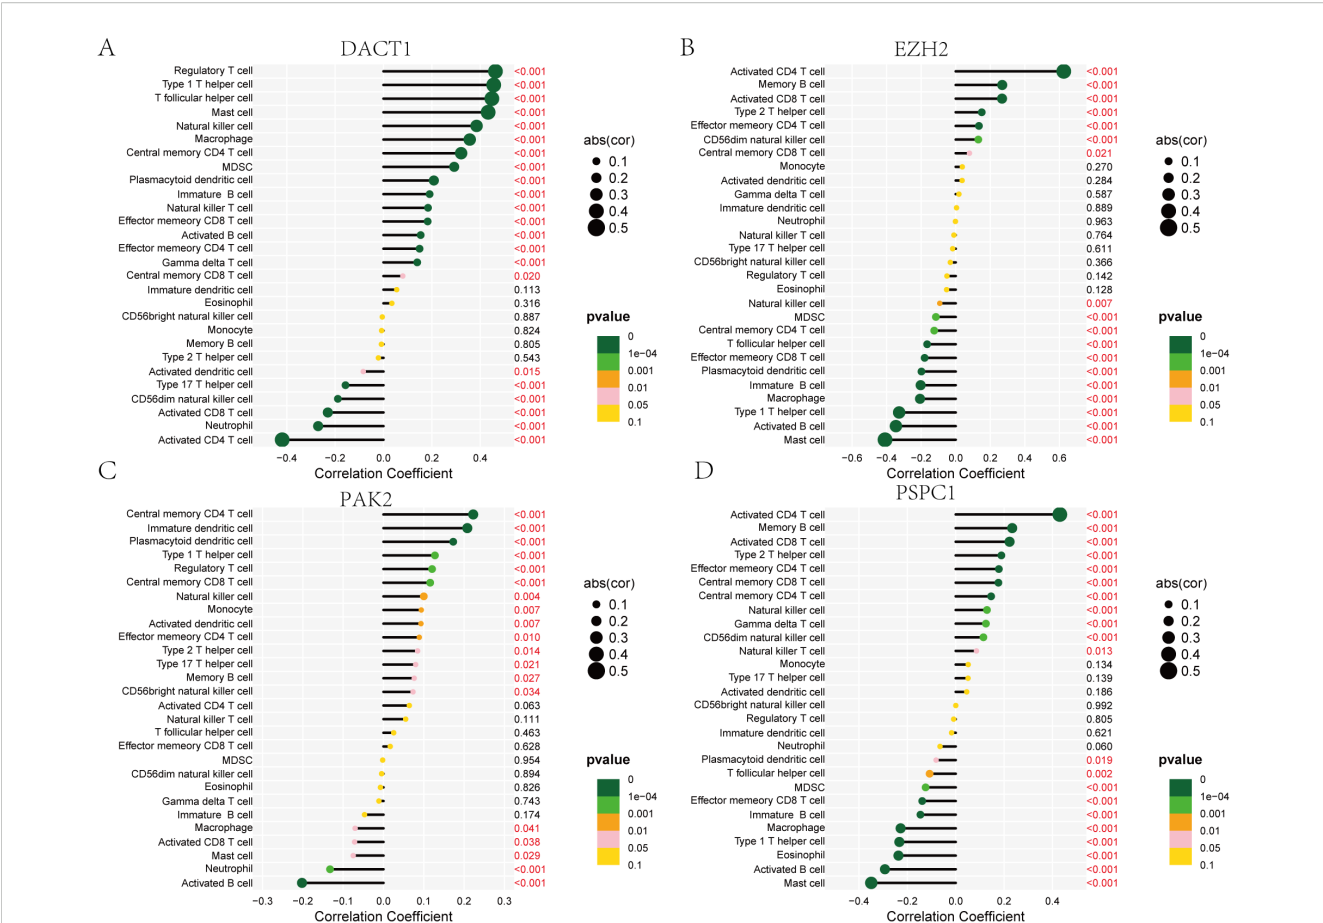 A
DACT1
Regulatory T cell <0.001
Type 1 T helper cell <0.001
T follicular helper cell <0.001
Mast cell <0.001
Natural killer cell <0.001
Macrophage <0.001
Central memory CD4 T cell <0.001
MDSC <0.001
Plasmacytoid dendritic cell <0.001
Immature B cell <0.001
Natural killer T cell <0.001
Effector memeory CD8 T cell <0.001
Activated B cell <0.001
Effector memeory CD4 T cell <0.001
Gamma delta T cell <0.001
Central memory CD8 T cell 0.020
Immature dendritic cell 0.113
Eosinophil 0.316
CD56bright natural killer cell 0.887
Monocyte 0.824
Memory B cell 0.805
Type 2 T helper cell 0.543
Activated dendritic cell 0.015
Type 17 T helper cell <0.001
CD56dim natural killer cell <0.001
Activated CD8 T cell <0.001
Neutrophil <0.001
Activated CD4 T cell <0.001
−0.4 −0.2 0.0 0.2 0.4
Correlation Coefficient
abs(cor)
0.1
0.2
0.3
0.4
0.5
pvalue
0
1e−04
0.001
0.01
0.05
0.1
B
EZH2
Activated CD4 T cell <0.001
Memory B cell <0.001
Activated CD8 T cell <0.001
Type 2 T helper cell <0.001
Effector memeory CD4 T cell <0.001
CD56dim natural killer cell <0.001
Central memory CD8 T cell 0.021
Monocyte 0.270
Activated dendritic cell 0.284
Gamma delta T cell 0.587
Immature dendritic cell 0.889
Neutrophil 0.963
Natural killer T cell 0.764
Type 17 T helper cell 0.611
CD56bright natural killer cell 0.366
Regulatory T cell 0.142
Eosinophil 0.128
Natural killer cell 0.007
MDSC <0.001
Central memory CD4 T cell <0.001
T follicular helper cell <0.001
Effector memeory CD8 T cell <0.001
Plasmacytoid dendritic cell <0.001
Immature B cell <0.001
Macrophage <0.001
Type 1 T helper cell <0.001
Activated B cell <0.001
Mast cell <0.001
−0.6 −0.4 −0.2 0.0 0.2 0.4 0.6
Correlation Coefficient
abs(cor)
0.1
0.2
0.3
0.4
0.5
pvalue
0
1e−04
0.001
0.01
0.05
0.1
C
PAK2
Central memory CD4 T cell <0.001
Immature dendritic cell <0.001
Plasmacytoid dendritic cell <0.001
Type 1 T helper cell <0.001
Regulatory T cell <0.001
Central memory CD8 T cell <0.001
Natural killer cell 0.004
Monocyte 0.007
Activated dendritic cell 0.007
Effector memeory CD4 T cell 0.010
Type 2 T helper cell 0.014
Type 17 T helper cell 0.021
Memory B cell 0.027
CD56bright natural killer cell 0.034
Activated CD4 T cell 0.063
Natural killer T cell 0.111
T follicular helper cell 0.463
Effector memeory CD8 T cell 0.628
MDSC 0.954
CD56dim natural killer cell 0.894
Eosinophil 0.826
Gamma delta T cell 0.743
Immature B cell 0.174
Macrophage 0.041
Activated CD8 T cell 0.038
Mast cell 0.029
Neutrophil <0.001
Activated B cell <0.001
−0.3 −0.2 −0.1 0.0 0.1 0.2 0.3
Correlation Coefficient
abs(cor)
0.1
0.2
0.3
0.4
0.5
pvalue
0
1e−04
0.001
0.01
0.05
0.1
D
PSPC1
Activated CD4 T cell <0.001
Memory B cell <0.001
Activated CD8 T cell <0.001
Type 2 T helper cell <0.001
Effector memeory CD4 T cell <0.001
Central memory CD8 T cell <0.001
Central memory CD4 T cell <0.001
Natural killer cell <0.001
Gamma delta T cell <0.001
CD56dim natural killer cell <0.001
Natural killer T cell 0.013
Monocyte 0.134
Type 17 T helper cell 0.139
Activated dendritic cell 0.186
CD56bright natural killer cell 0.992
Regulatory T cell 0.805
Immature dendritic cell 0.621
Neutrophil 0.060
Plasmacytoid dendritic cell 0.019
T follicular helper cell 0.002
MDSC <0.001
Effector memeory CD8 T cell <0.001
Immature B cell <0.001
Macrophage <0.001
Type 1 T helper cell <0.001
Eosinophil <0.001
Activated B cell <0.001
Mast cell <0.001
−0.4 −0.2 0.0 0.2 0.4
Correlation Coefficient
abs(cor)
0.1
0.2
0.3
0.4
0.5
pvalue
0
1e−04
0.001
0.01
0.05
0.1